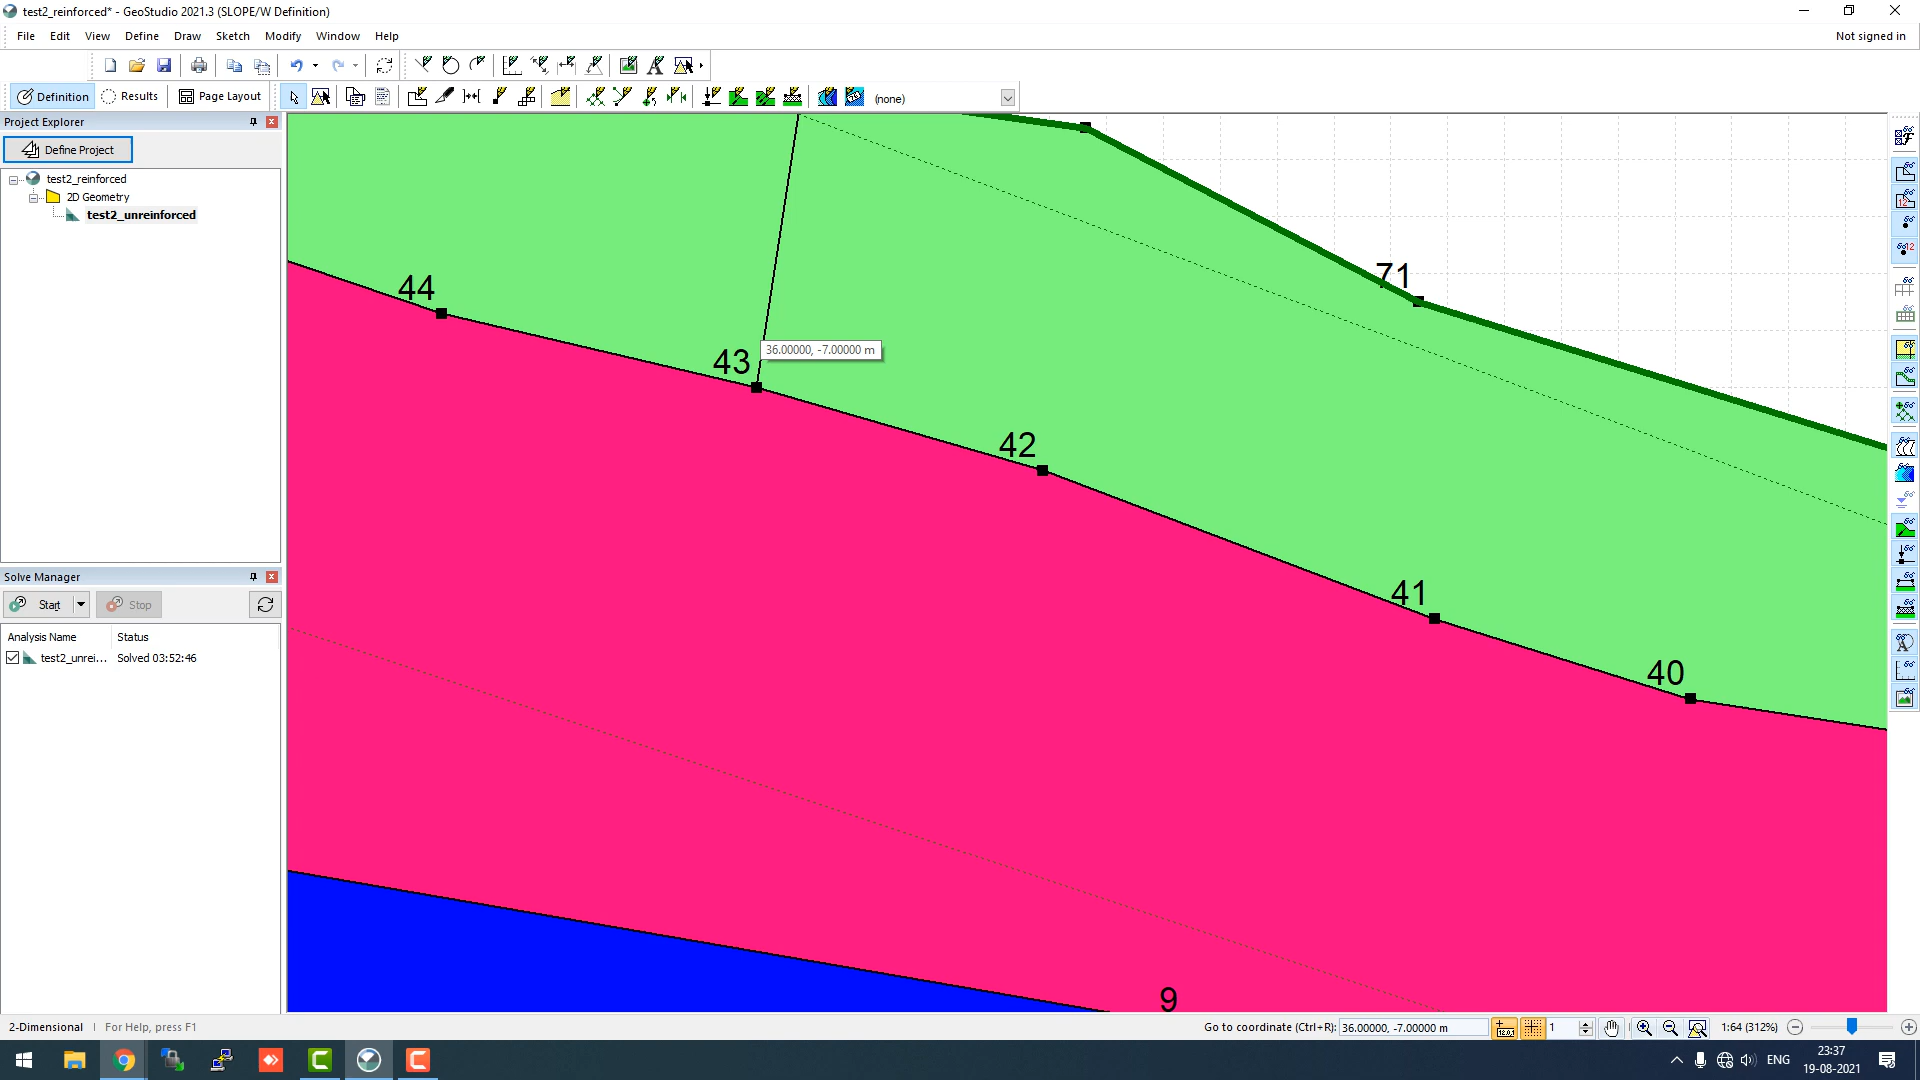 test2_reinforced* - GeoStudio 2021.3 (SLOPE/W Definition)
File Edit View Define Draw Sketch Modify Window Help
Not signed in
Definition Results Page Layout
(none)
Project Explorer
Define Project
test2_reinforced
2D Geometry
test2_unreinforced
71
44
43
36.00000, -7.00000 m
42
41
40
9
Solve Manager
Start Stop
Analysis Name Status
test2_unrei... Solved 03:52:46
2-Dimensional For Help, press F1
Go to coordinate (Ctrl+R): 36.00000, -7.00000 m
1
1:64 (312%)
ENG
23:37
19-08-2021